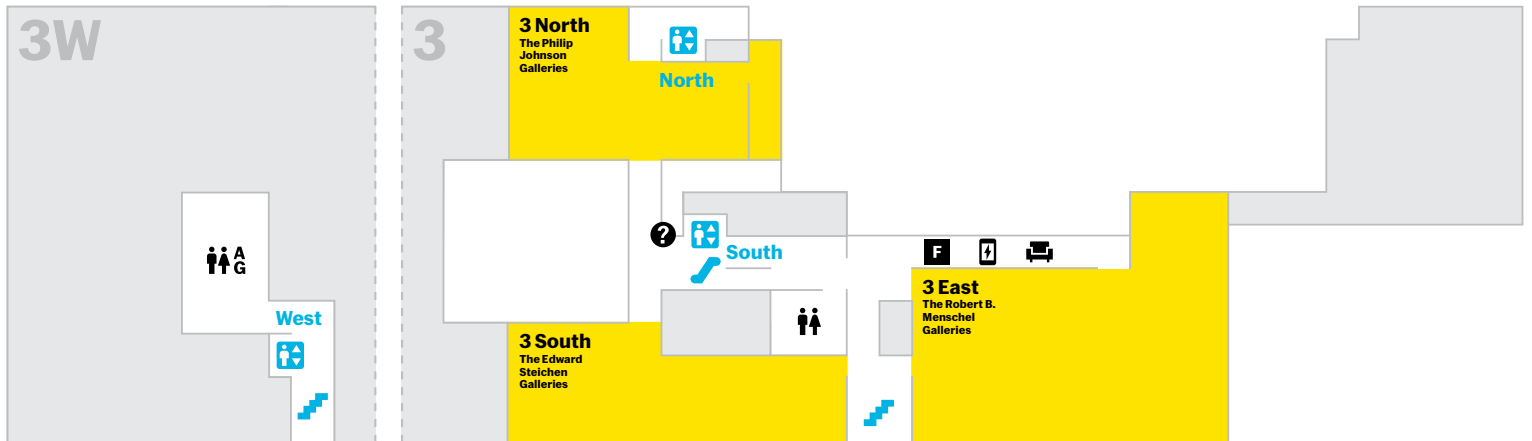 3W
A
G
West
3
3 North
The Philip
Johnson
Galleries
North
?
South
F
3 South
The Edward
Steichen
Galleries
3 East
The Robert B.
Menschel
Galleries